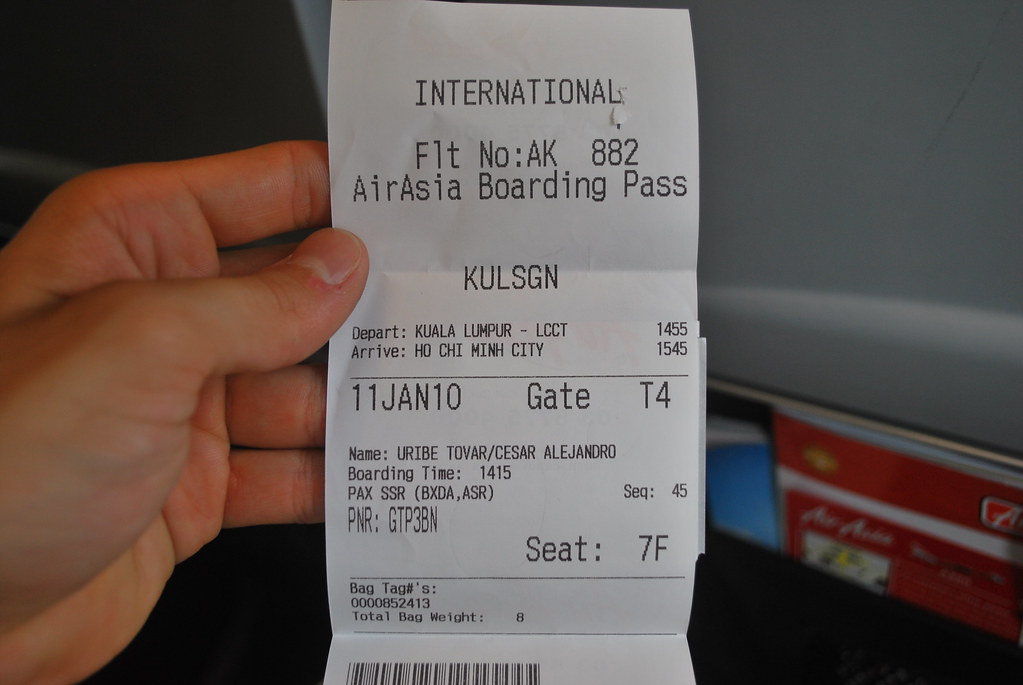 INTERNATIONAL
Flt No:AK 882
AirAsia Boarding Pass
KULSGN
Depart: KUALA LUMPUR - LCCT 1455
Arrive: HO CHI MINH CITY 1545
11JAN10 Gate T4
Name: URIBE TOVAR/CESAR ALEJANDRO
Boarding Time: 1415
PAX SSR (BXDA,ASR) Seq: 45
PNR: GTP3BN
Seat: 7F
Bag Tag#'s:
0000852413
Total Bag Weight: 8
AirAsia